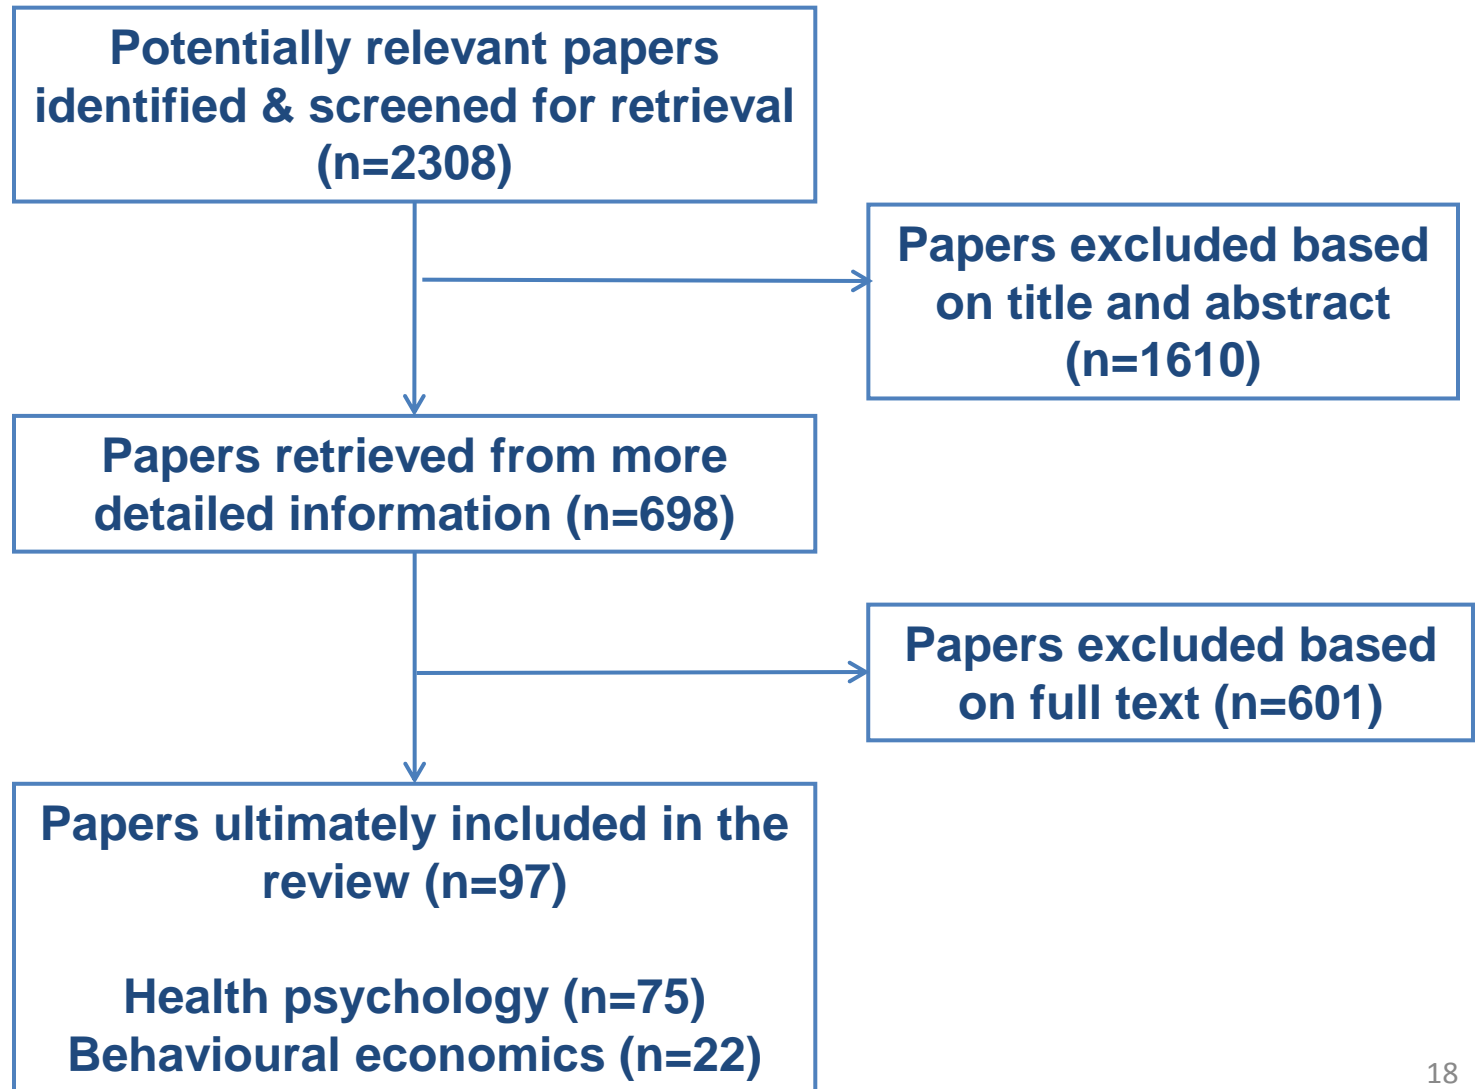 Potentially relevant papers
identified & screened for retrieval
(n=2308)
Papers excluded based
on title and abstract
(n=1610)
Papers retrieved from more
detailed information (n=698)
Papers excluded based
on full text (n=601)
Papers ultimately included in the
review (n=97)
Health psychology (n=75)
Behavioural economics (n=22)
18